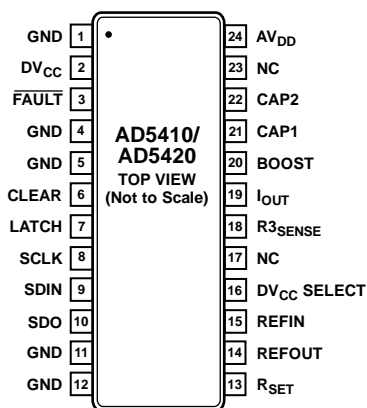 GND 1
DVCC 2
FAULT 3
GND 4
GND 5
CLEAR 6
LATCH 7
SCLK 8
SDIN 9
SDO 10
GND 11
GND 12
AD5410/
AD5420
TOP VIEW
(Not to Scale)
24 AVDD
23 NC
22 CAP2
21 CAP1
20 BOOST
19 IOUT
18 R3SENSE
17 NC
16 DVCC SELECT
15 REFIN
14 REFOUT
13 RSET